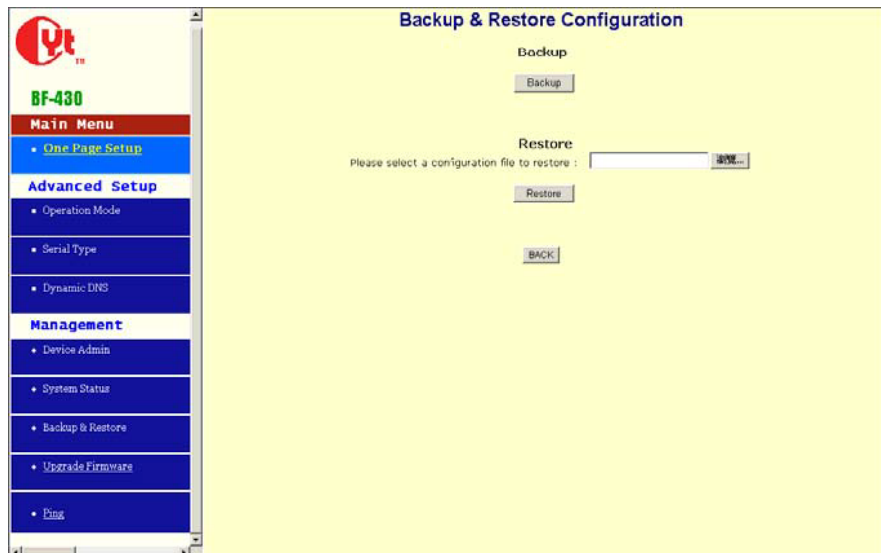 Yt
TM
BF-430
Main Menu
One Page Setup
Advanced Setup
Operation Mode
Serial Type
Dynamic DNS
Management
Device Admin
System Status
Backup & Restore
Upgrade Firmware
Ping
Backup & Restore Configuration
Backup
Backup
Restore
Please select a configuration file to restore :
Restore
BACK